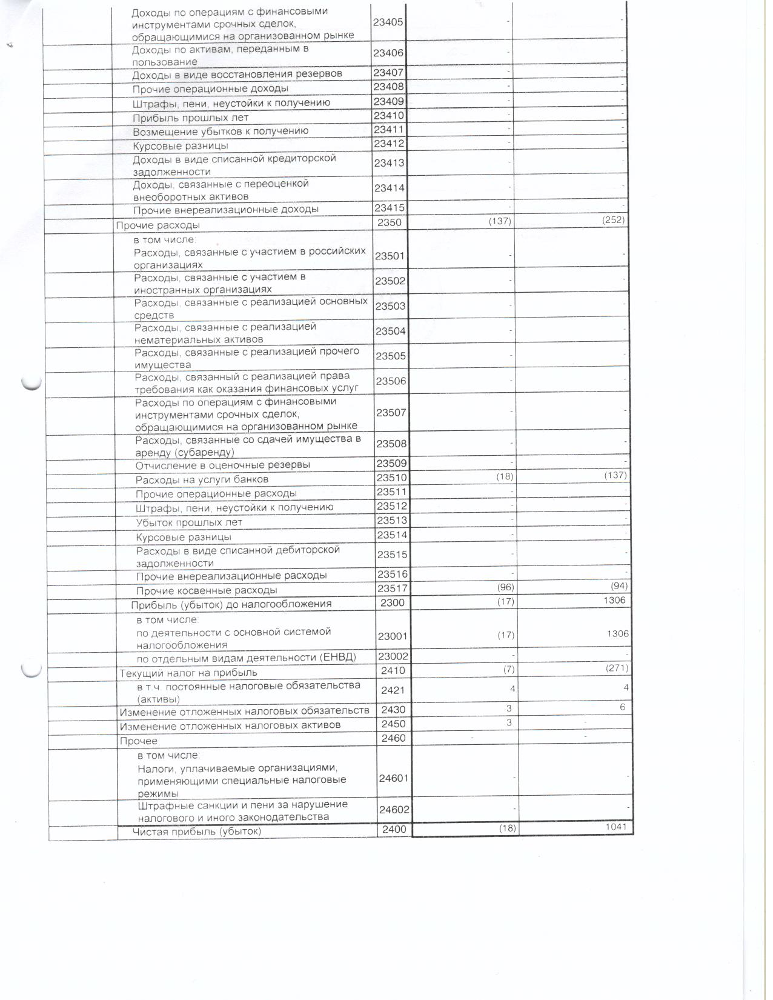 Доходы по операциям с финансовыми
инструментами срочных сделок,
обращающимися на организованном рынке
23405 - -
Доходы по активам, переданным в
пользование
23406 - -
Доходы в виде восстановления резервов 23407 - -
Прочие операционные доходы 23408 - -
Штрафы, пени, неустойки к получению 23409 - -
Прибыль прошлых лет 23410 - -
Возмещение убытков к получению 23411 - -
Курсовые разницы 23412 - -
Доходы в виде списанной кредиторской
задолженности
23413 - -
Доходы, связанные с переоценкой
внеоборотных активов
23414 - -
Прочие внереализационные доходы 23415 - -
Прочие расходы 2350 (137) (252)
в том числе:
Расходы, связанные с участием в российских
организациях
23501 - -
Расходы, связанные с участием в
иностранных организациях
23502 - -
Расходы, связанные с реализацией основных
средств
23503 - -
Расходы, связанные с реализацией
нематериальных активов
23504 - -
Расходы, связанные с реализацией прочего
имущества
23505 - -
Расходы, связанный с реализацией права
требования как оказания финансовых услуг
23506 - -
Расходы по операциям с финансовыми
инструментами срочных сделок,
обращающимися на организованном рынке
23507 - -
Расходы, связанные со сдачей имущества в
аренду (субаренду)
23508 - -
Отчисление в оценочные резервы 23509 - -
Расходы на услуги банков 23510 (18) (137)
Прочие операционные расходы 23511 - -
Штрафы, пени, неустойки к получению 23512 - -
Убыток прошлых лет 23513 - -
Курсовые разницы 23514 - -
Расходы в виде списанной дебиторской
задолженности
23515 - -
Прочие внереализационные расходы 23516 - -
Прочие косвенные расходы 23517 (96) (94)
Прибыль (убыток) до налогообложения 2300 (17) 1306
в том числе:
по деятельности с основной системой
налогообложения
23001 (17) 1306
по отдельным видам деятельности (ЕНВД) 23002 - -
Текущий налог на прибыль 2410 (7) (271)
в т.ч. постоянные налоговые обязательства
(активы)
2421 4 4
Изменение отложенных налоговых обязательств 2430 3 6
Изменение отложенных налоговых активов 2450 3 -
Прочее 2460 - -
в том числе:
Налоги, уплачиваемые организациями,
применяющими специальные налоговые
режимы
24601 - -
Штрафные санкции и пени за нарушение
налогового и иного законодательства
24602 - -
Чистая прибыль (убыток) 2400 (18) 1041